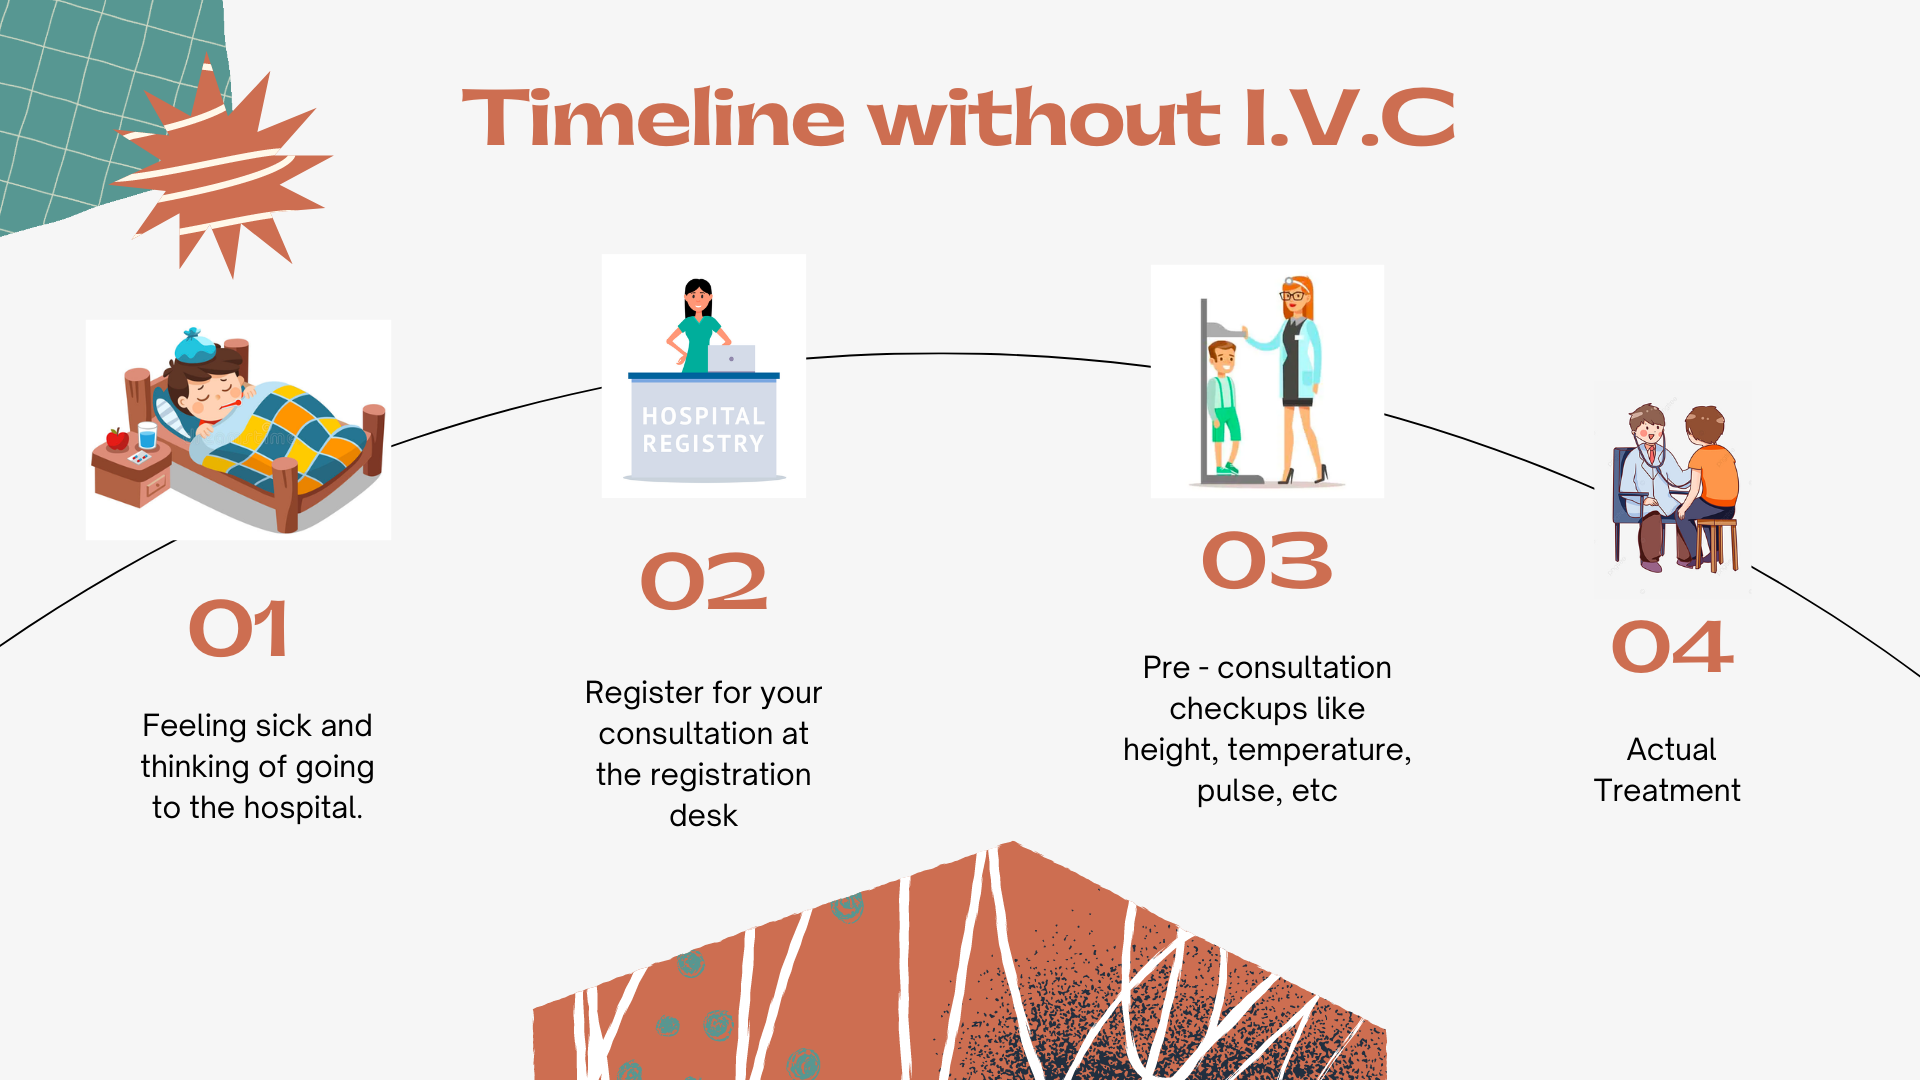 Timeline without I.V.C
HOSPITAL
REGISTRY
01
Feeling sick and
thinking of going
to the hospital.
02
Register for your
consultation at
the registration
desk
03
Pre - consultation
checkups like
height, temperature,
pulse, etc
04
Actual
Treatment